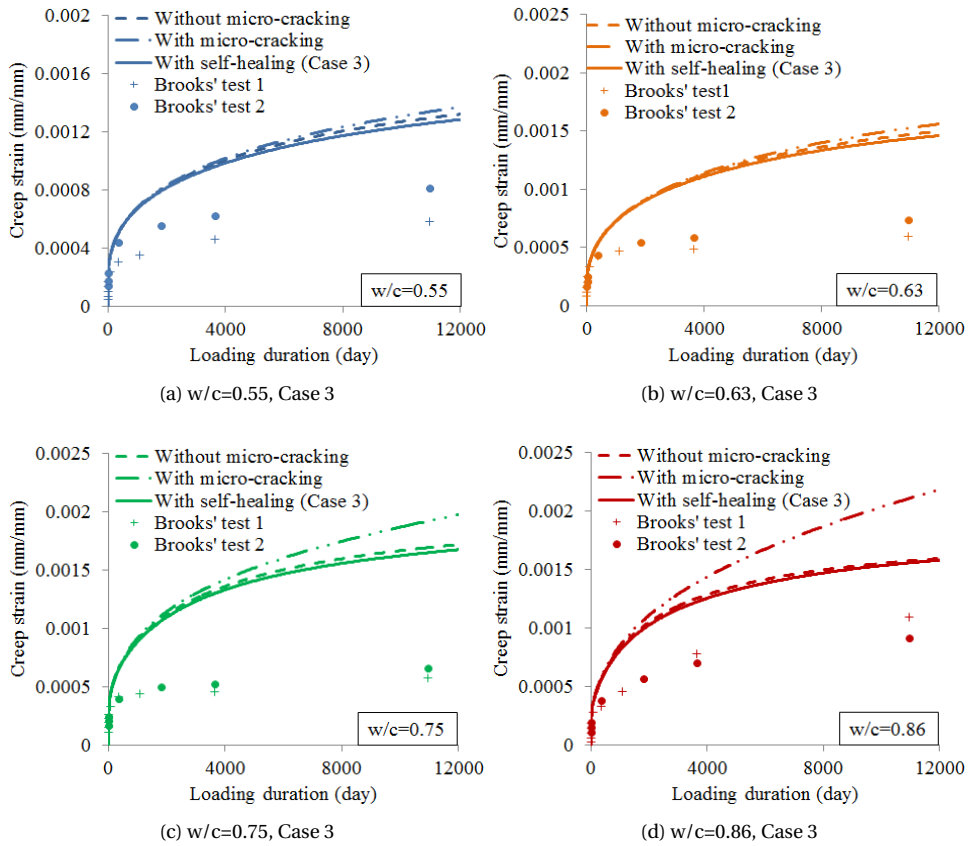 0.002
0.0016
0.0012
0.0008
0.0004
0
Creep strain (mm/mm)
Without micro-cracking
With micro-cracking
With self-healing (Case 3)
Brooks' test 1
Brooks' test 2
w/c=0.55
0 4000 8000 12000
Loading duration (day)
(a) w/c=0.55, Case 3
0.0025
0.002
0.0015
0.001
0.0005
0
Creep strain (mm/mm)
Without micro-cracking
With micro-cracking
With self-healing (Case 3)
Brooks' test1
Brooks' test 2
w/c=0.63
0 4000 8000 12000
Loading duration (day)
(b) w/c=0.63, Case 3
0.0025
0.002
0.0015
0.001
0.0005
0
Creep strain (mm/mm)
Without micro-cracking
With micro-cracking
With self-healing (Case 3)
Brooks' test 1
Brooks' test 2
w/c=0.75
0 4000 8000 12000
Loading duration (day)
(c) w/c=0.75, Case 3
0.0025
0.002
0.0015
0.001
0.0005
0
Creep strain (mm/mm)
Without micro-cracking
With micro-cracking
With self-healing (Case 3)
Brooks' test 1
Brooks' test 2
w/c=0.86
0 4000 8000 12000
Loading duration (day)
(d) w/c=0.86, Case 3